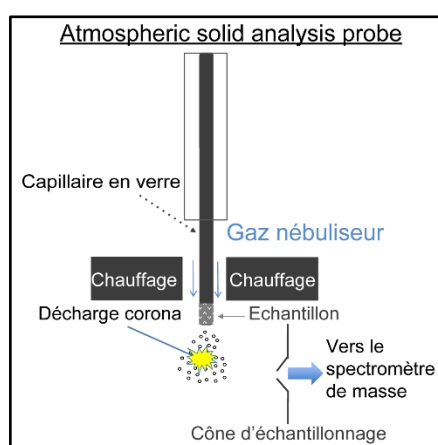 Atmospheric solid analysis probe
Capillaire en verre
Gaz nébuliseur
Chauffage
Chauffage
Décharge corona
Echantillon
Vers le
spectromètre
de masse
Cône d'échantillonnage